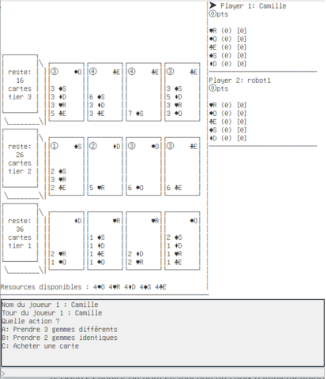 ➤ Player 1: Camille
⓪pts
♥R (0) [0]
●O (0) [0]
♣E (0) [0]
♠S (0) [0]
♦D (0) [0]
Player 2: robot1
⓪pts
♥R (0) [0]
●O (0) [0]
♣E (0) [0]
♠S (0) [0]
♦D (0) [0]
reste: ③ ●O ④ ♣E ④ ♣E ③ ♣E
16
cartes 3 ♠S 3 ♠S
tier 3 3 ♦D 6 ♠S 5 ♦D
3 ♥R 3 ♦D 3 ♥R
5 ♣E 3 ♣E 7 ♠S 3 ●O
reste: ① ♠S ② ♦D ③ ●O ③ ♣E
26
cartes 2 ♠S
tier 2 3 ♥R
2 ♣E 5 ♥R 6 ●O 6 ♣E
reste: ♦D ♥R ♥R ●O
36
cartes 1 ♠S 2 ♠S
tier 1 1 ♦D 1 ♦D
2 ♥R 1 ♣E 2 ♦D 1 ♥R
1 ●O 1 ●O 2 ♥R 1 ♣E
Resources disponibles : 4●O 4♥R 4♦D 4♠S 4♣E
Nom du joueur 1 : Camille
Tour du joueur 1 : Camille
Quelle action ?
A: Prendre 3 gemmes différents
B: Prendre 2 gemmes identiques
C: Acheter une carte
>